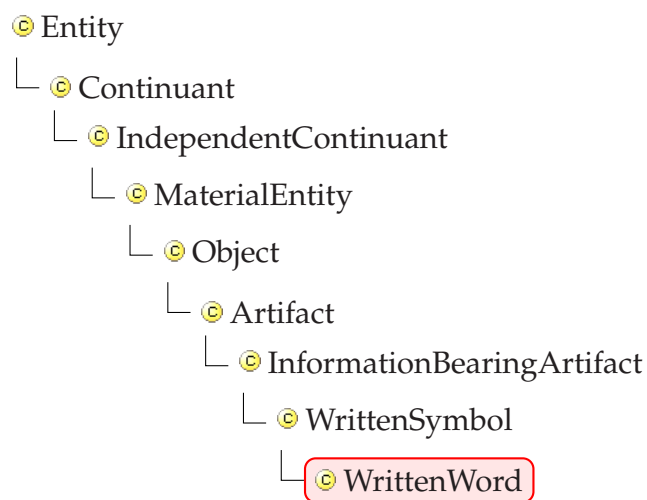 Entity
Continuant
IndependentContinuant
MaterialEntity
Object
Artifact
InformationBearingArtifact
WrittenSymbol
WrittenWord